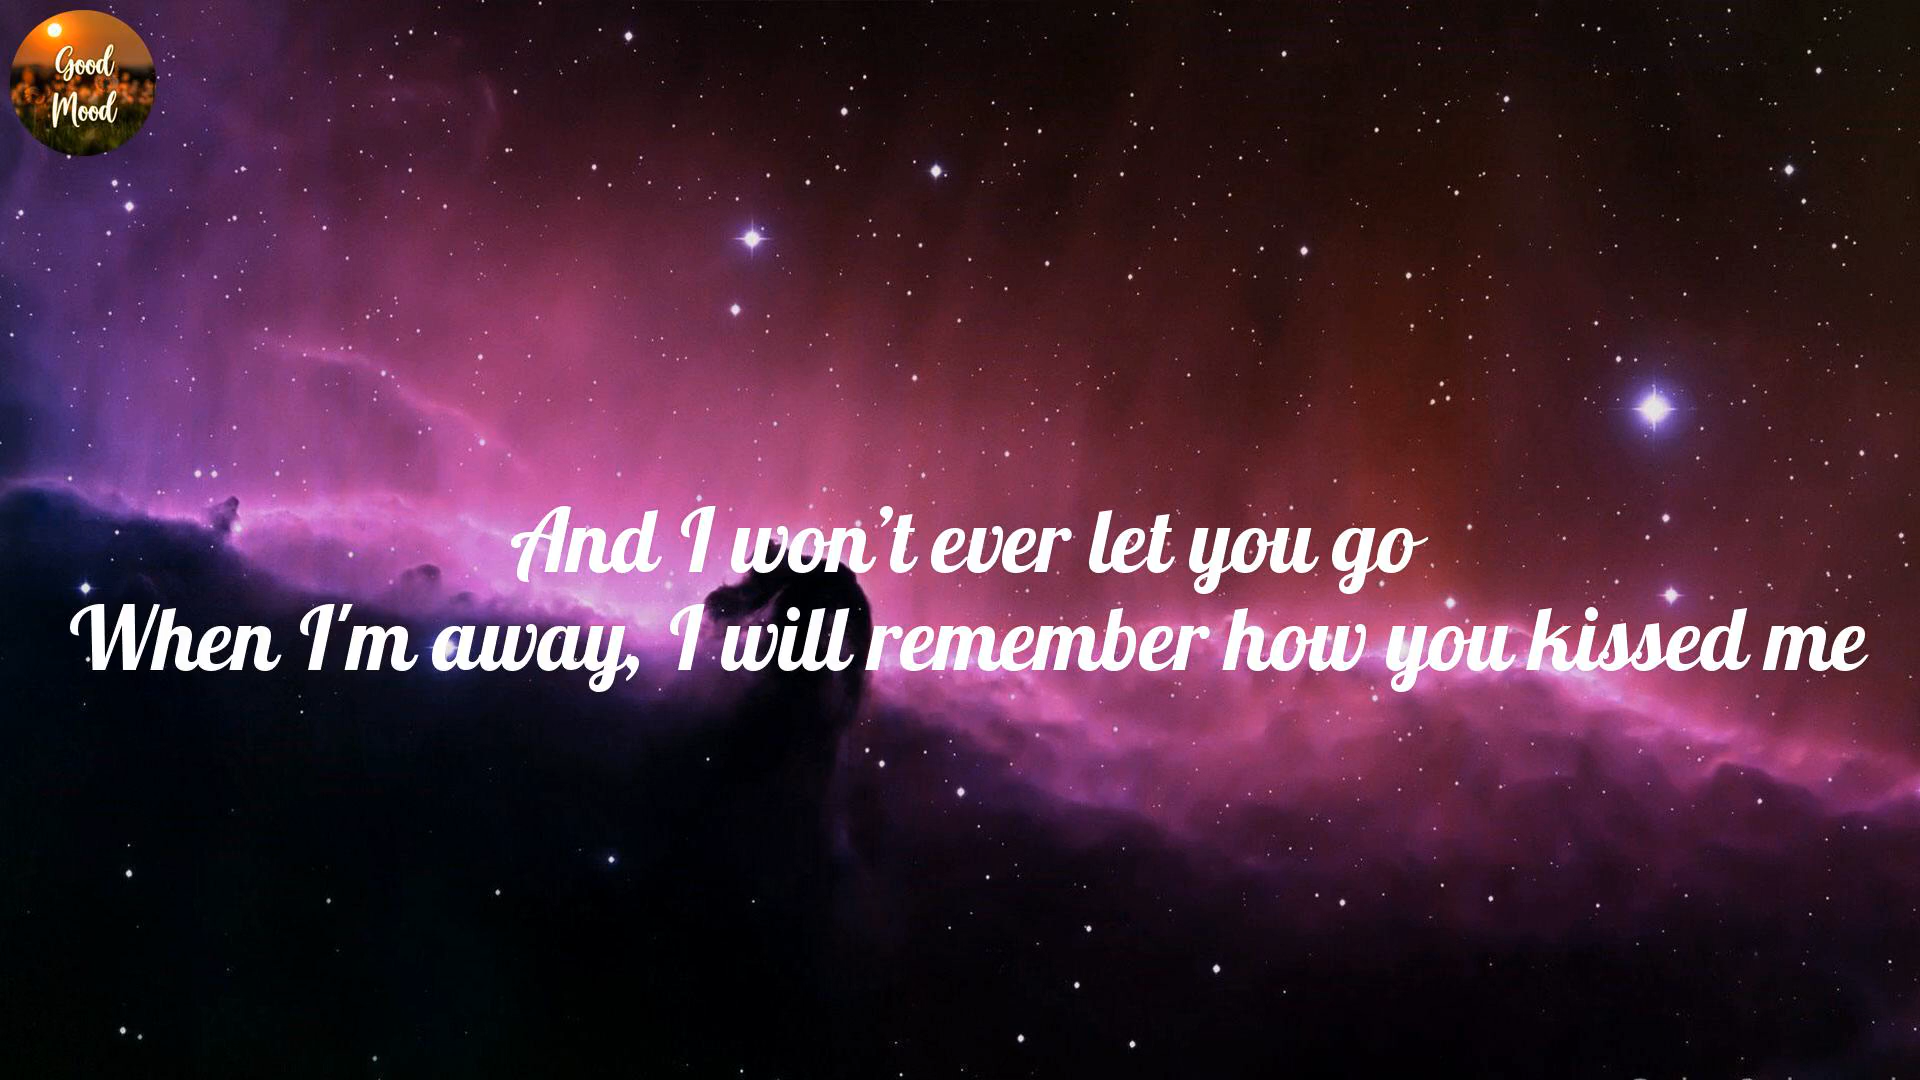 Good
Mood
And I won’t ever let you go
When I'm away, I will remember how you kissed me